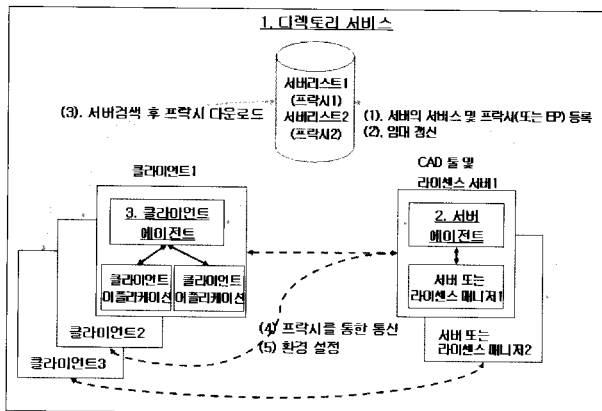 1. 디렉토리 서비스
서버리스트1
(프락시1)
서버리스트2
(프락시2)
(3). 서버검색 후 프락시 다운로드
(1). 서버의 서비스 및 프락시(또는 EP) 등록
(2). 임대 갱신
클라이언트1
3. 클라이언트
에이전트
클라이언트
어플리케이션
클라이언트
어플리케이션
클라이언트2
클라이언트3
CAD 툴 및
라이센스 서버1
2. 서버
에이전트
서버 또는
라이센스 매니저1
서버 또는
라이센스 매니저2
(4) 프락시를 통한 통신
(5) 환경 설정